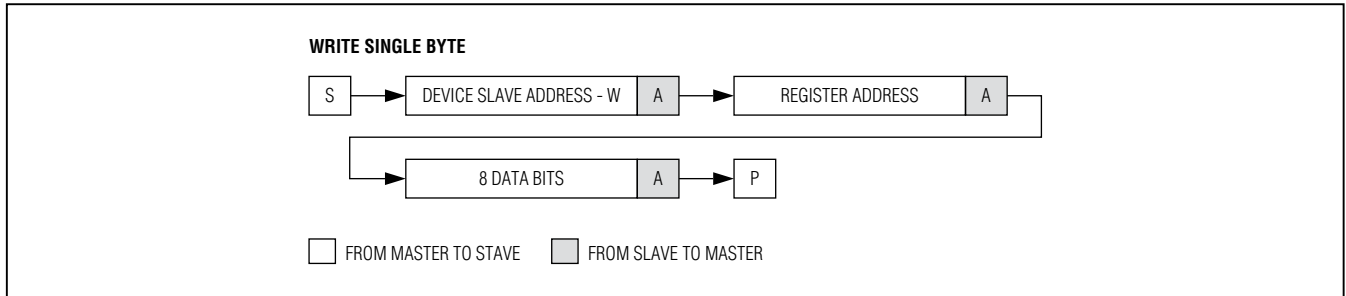 WRITE SINGLE BYTE
S DEVICE SLAVE ADDRESS - W A REGISTER ADDRESS A
8 DATA BITS A P
FROM MASTER TO STAVE FROM SLAVE TO MASTER